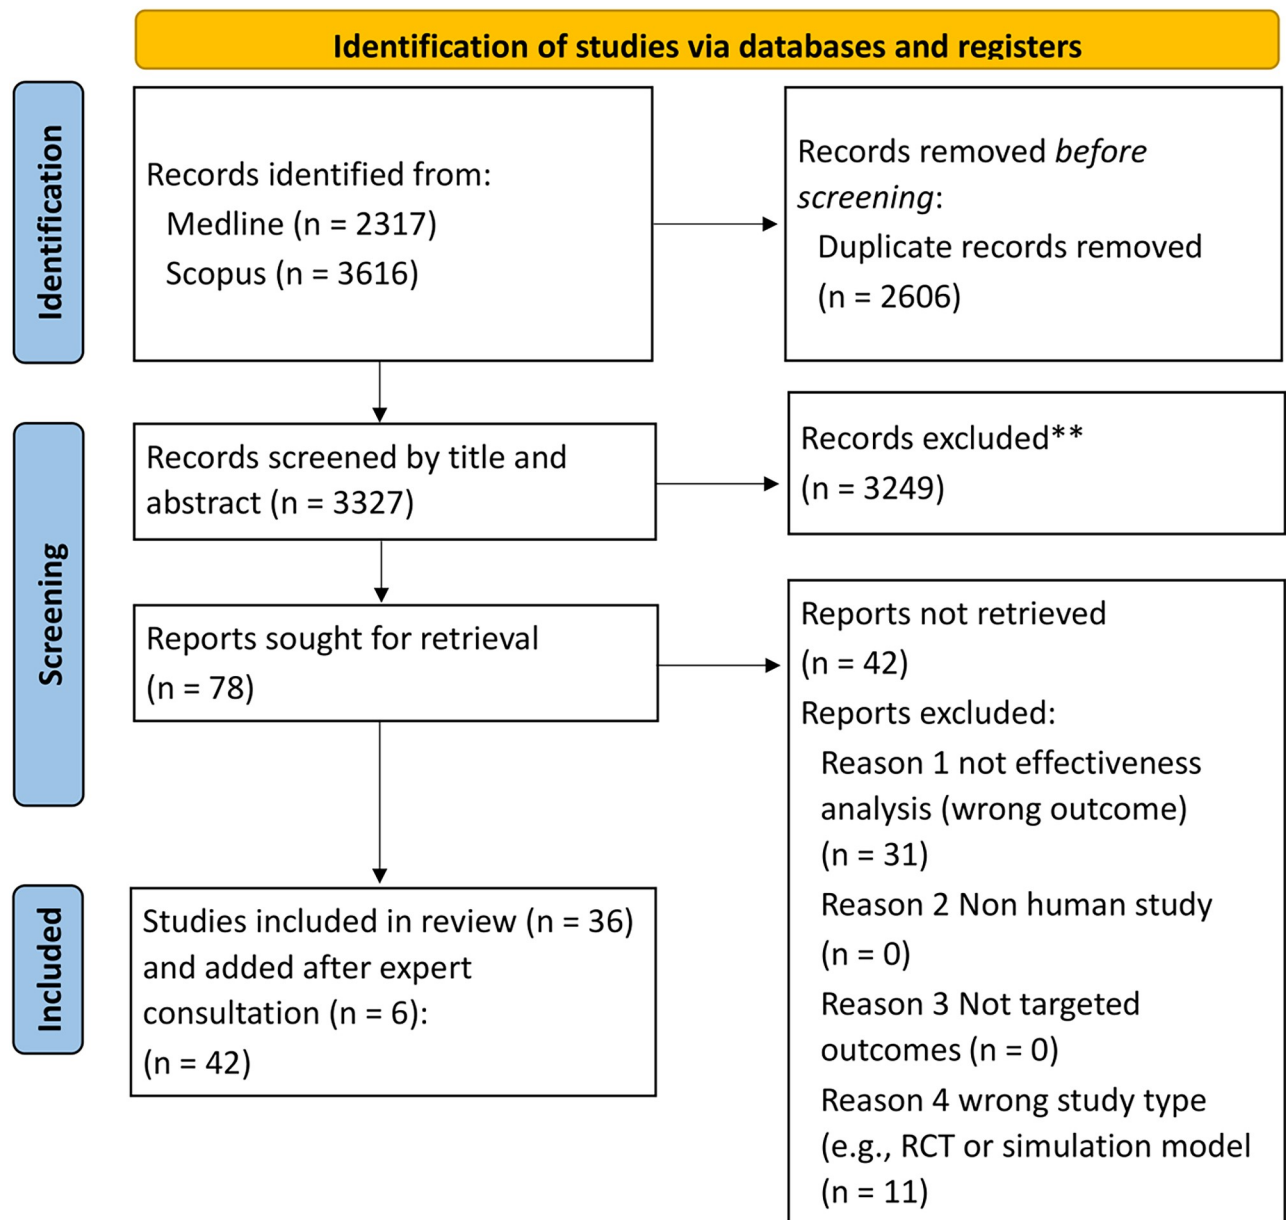 Identification of studies via databases and registers
Identification
Records identified from:
Medline (n = 2317)
Scopus (n = 3616)
Records removed before
screening:
Duplicate records removed
(n = 2606)
Screening
Records screened by title and
abstract (n = 3327)
Records excluded**
(n = 3249)
Reports sought for retrieval
(n = 78)
Reports not retrieved
(n = 42)
Reports excluded:
Reason 1 not effectiveness
analysis (wrong outcome)
(n = 31)
Reason 2 Non human study
(n = 0)
Reason 3 Not targeted
outcomes (n = 0)
Reason 4 wrong study type
(e.g., RCT or simulation model
(n = 11)
Included
Studies included in review (n = 36)
and added after expert
consultation (n = 6):
(n = 42)